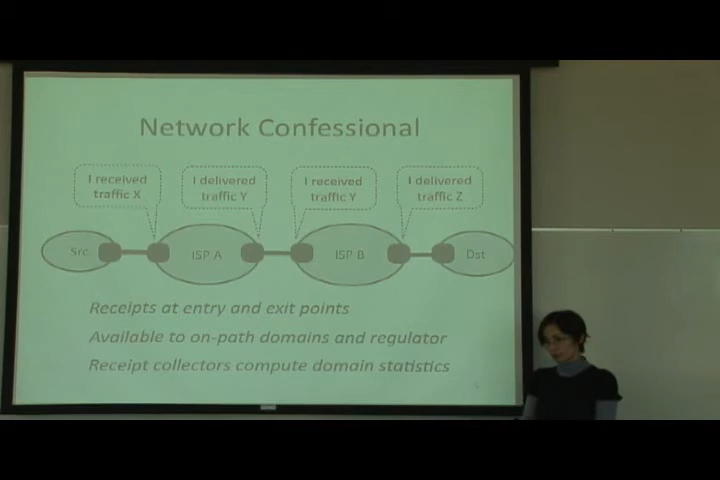 Network Confessional
I received
traffic X
I delivered
traffic Y
I received
traffic Y
I delivered
traffic Z
Src
ISP A
ISP B
Dst
Receipts at entry and exit points
Available to on-path domains and regulator
Receipt collectors compute domain statistics